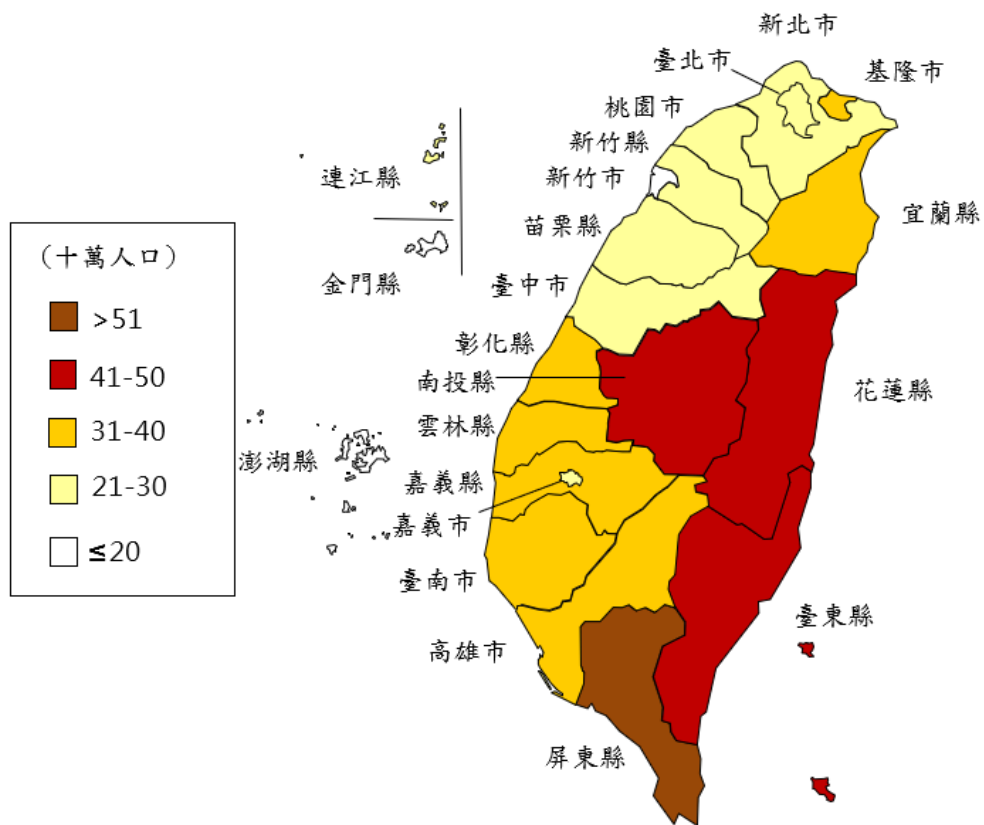 新北市
臺北市
基隆市
桃園市
新竹縣
連江縣
新竹市
宜蘭縣
苗栗縣
金門縣
臺中市
彰化縣
南投縣
花蓮縣
雲林縣
澎湖縣
嘉義縣
嘉義市
臺南市
臺東縣
高雄市
屏東縣
(十萬人口)
>51
41-50
31-40
21-30
≤20